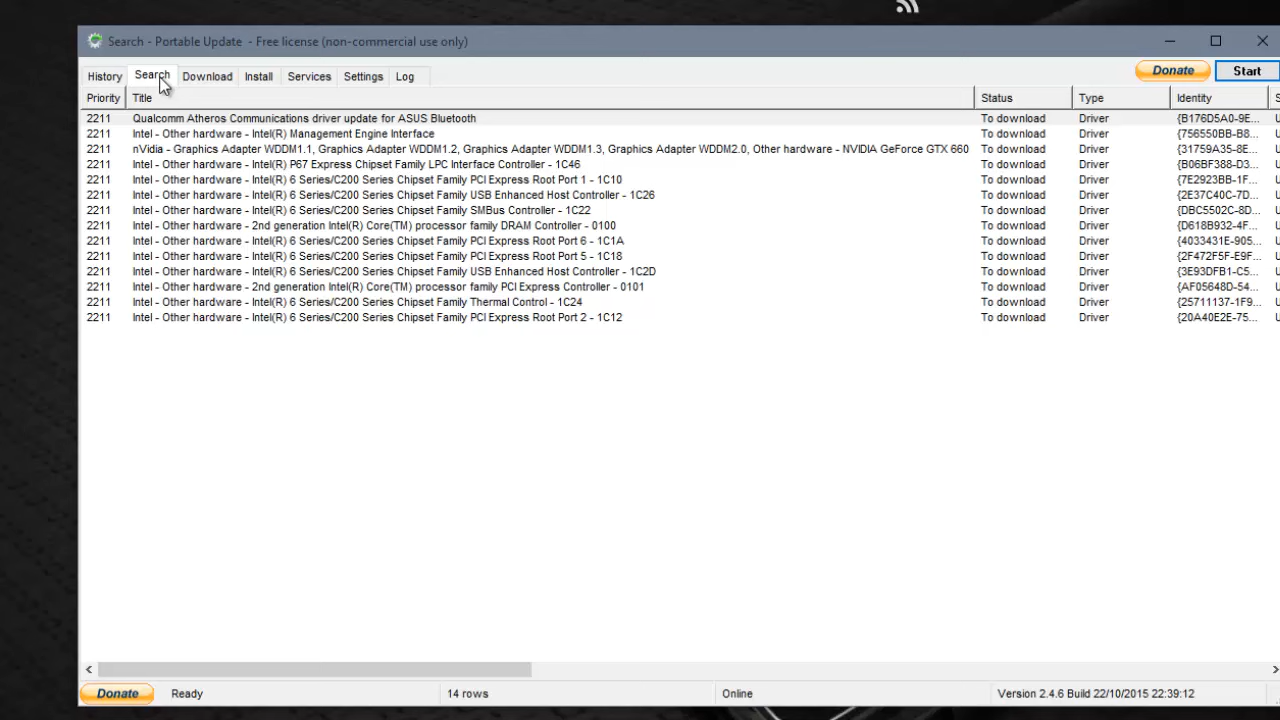 Search - Portable Update - Free license (non-commercial use only)
History Search Download Install Services Settings Log Donate Start
Priority Title Status Type Identity S
2211 Qualcomm Atheros Communications driver update for ASUS Bluetooth To download Driver {B176D5A0-9E... U
2211 Intel - Other hardware - Intel(R) Management Engine Interface To download Driver {756550BB-B8... U
2211 nVidia - Graphics Adapter WDDM1.1, Graphics Adapter WDDM1.2, Graphics Adapter WDDM1.3, Graphics Adapter WDDM2.0, Other hardware - NVIDIA GeForce GTX 660 To download Driver {31759A35-8E... U
2211 Intel - Other hardware - Intel(R) P67 Express Chipset Family LPC Interface Controller - 1C46 To download Driver {B06BF388-D3... U
2211 Intel - Other hardware - Intel(R) 6 Series/C200 Series Chipset Family PCI Express Root Port 1 - 1C10 To download Driver {7E2923BB-1F... U
2211 Intel - Other hardware - Intel(R) 6 Series/C200 Series Chipset Family USB Enhanced Host Controller - 1C26 To download Driver {2E37C40C-7D... U
2211 Intel - Other hardware - Intel(R) 6 Series/C200 Series Chipset Family SMBus Controller - 1C22 To download Driver {DBC5502C-8D... U
2211 Intel - Other hardware - 2nd generation Intel(R) Core(TM) processor family DRAM Controller - 0100 To download Driver {D618B932-4F... U
2211 Intel - Other hardware - Intel(R) 6 Series/C200 Series Chipset Family PCI Express Root Port 6 - 1C1A To download Driver {4033431E-905... U
2211 Intel - Other hardware - Intel(R) 6 Series/C200 Series Chipset Family PCI Express Root Port 5 - 1C18 To download Driver {2F472F5F-E9F... U
2211 Intel - Other hardware - Intel(R) 6 Series/C200 Series Chipset Family USB Enhanced Host Controller - 1C2D To download Driver {3E93DFB1-C5... U
2211 Intel - Other hardware - 2nd generation Intel(R) Core(TM) processor family PCI Express Controller - 0101 To download Driver {AF05648D-54... U
2211 Intel - Other hardware - Intel(R) 6 Series/C200 Series Chipset Family Thermal Control - 1C24 To download Driver {25711137-1F9... U
2211 Intel - Other hardware - Intel(R) 6 Series/C200 Series Chipset Family PCI Express Root Port 2 - 1C12 To download Driver {20A40E2E-75... U
Donate Ready 14 rows Online Version 2.4.6 Build 22/10/2015 22:39:12